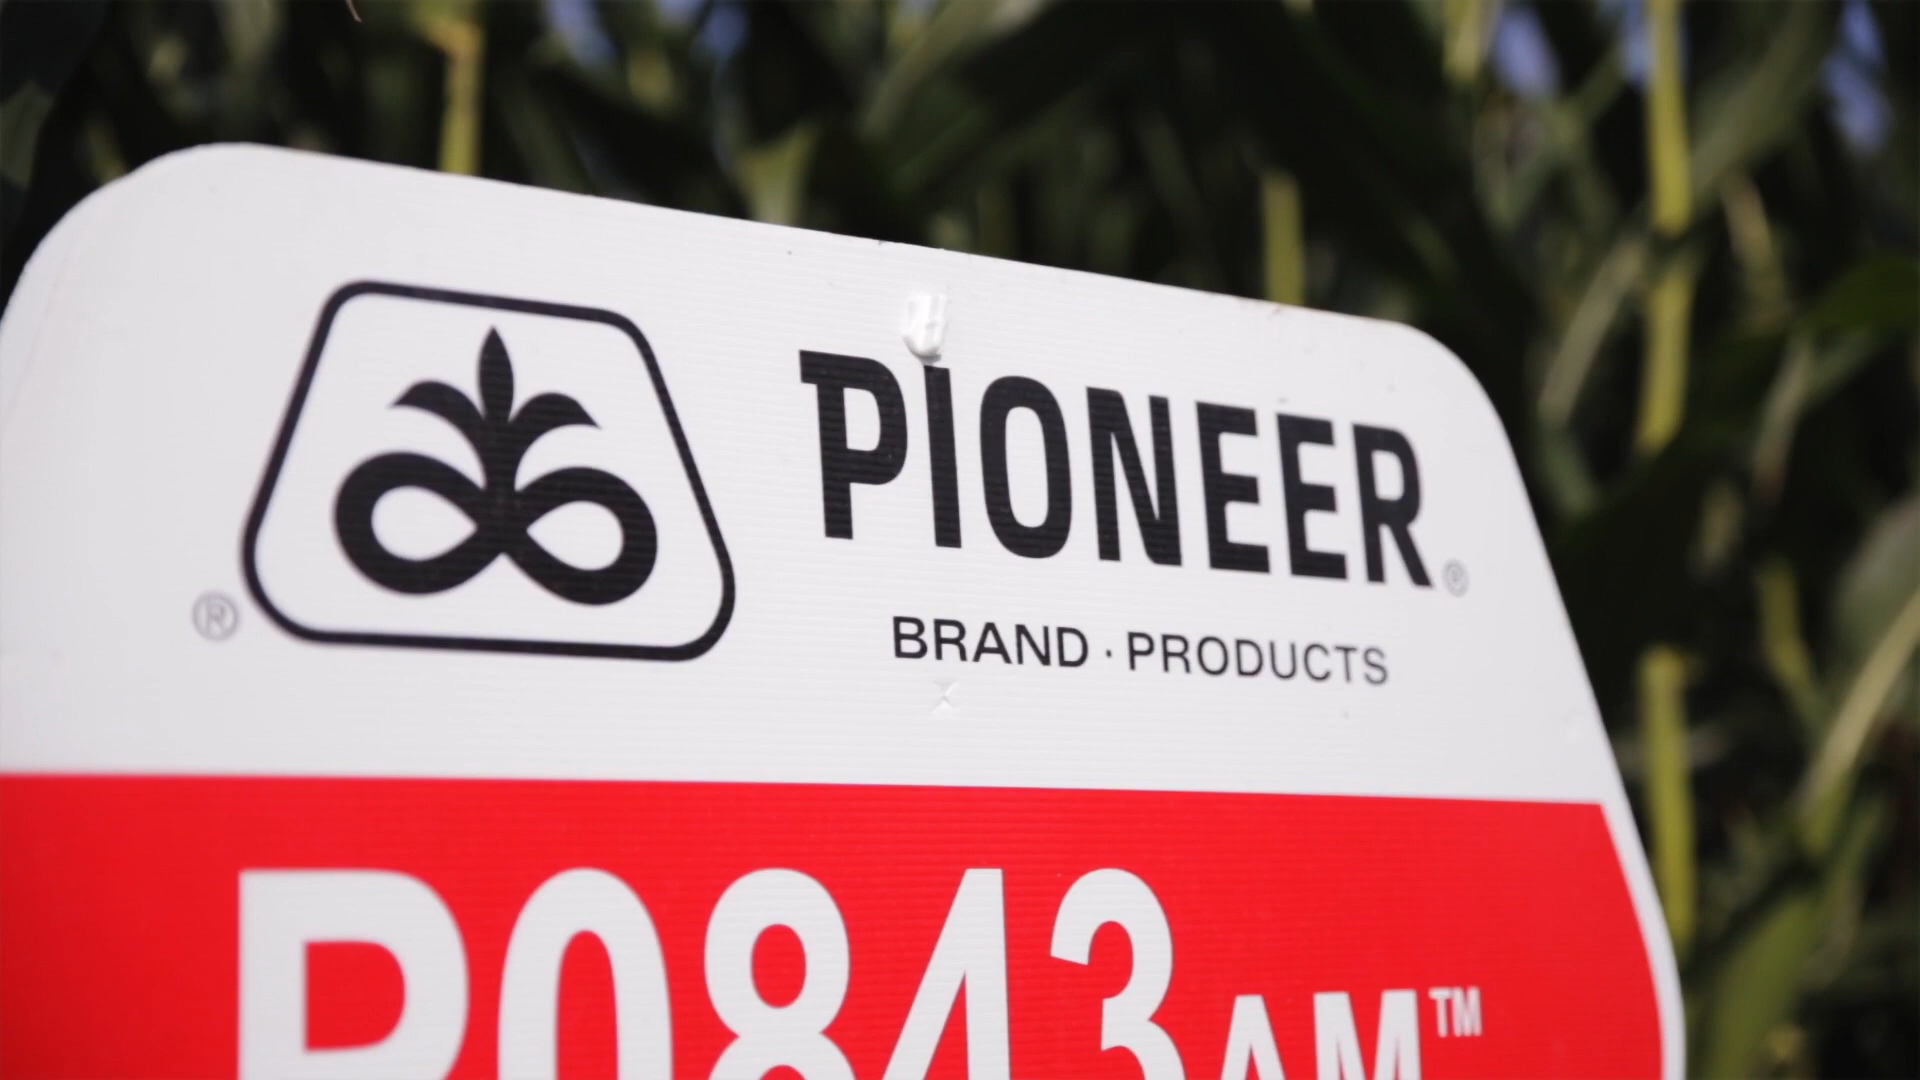 PIONEER®
BRAND · PRODUCTS
®
P0843AM™